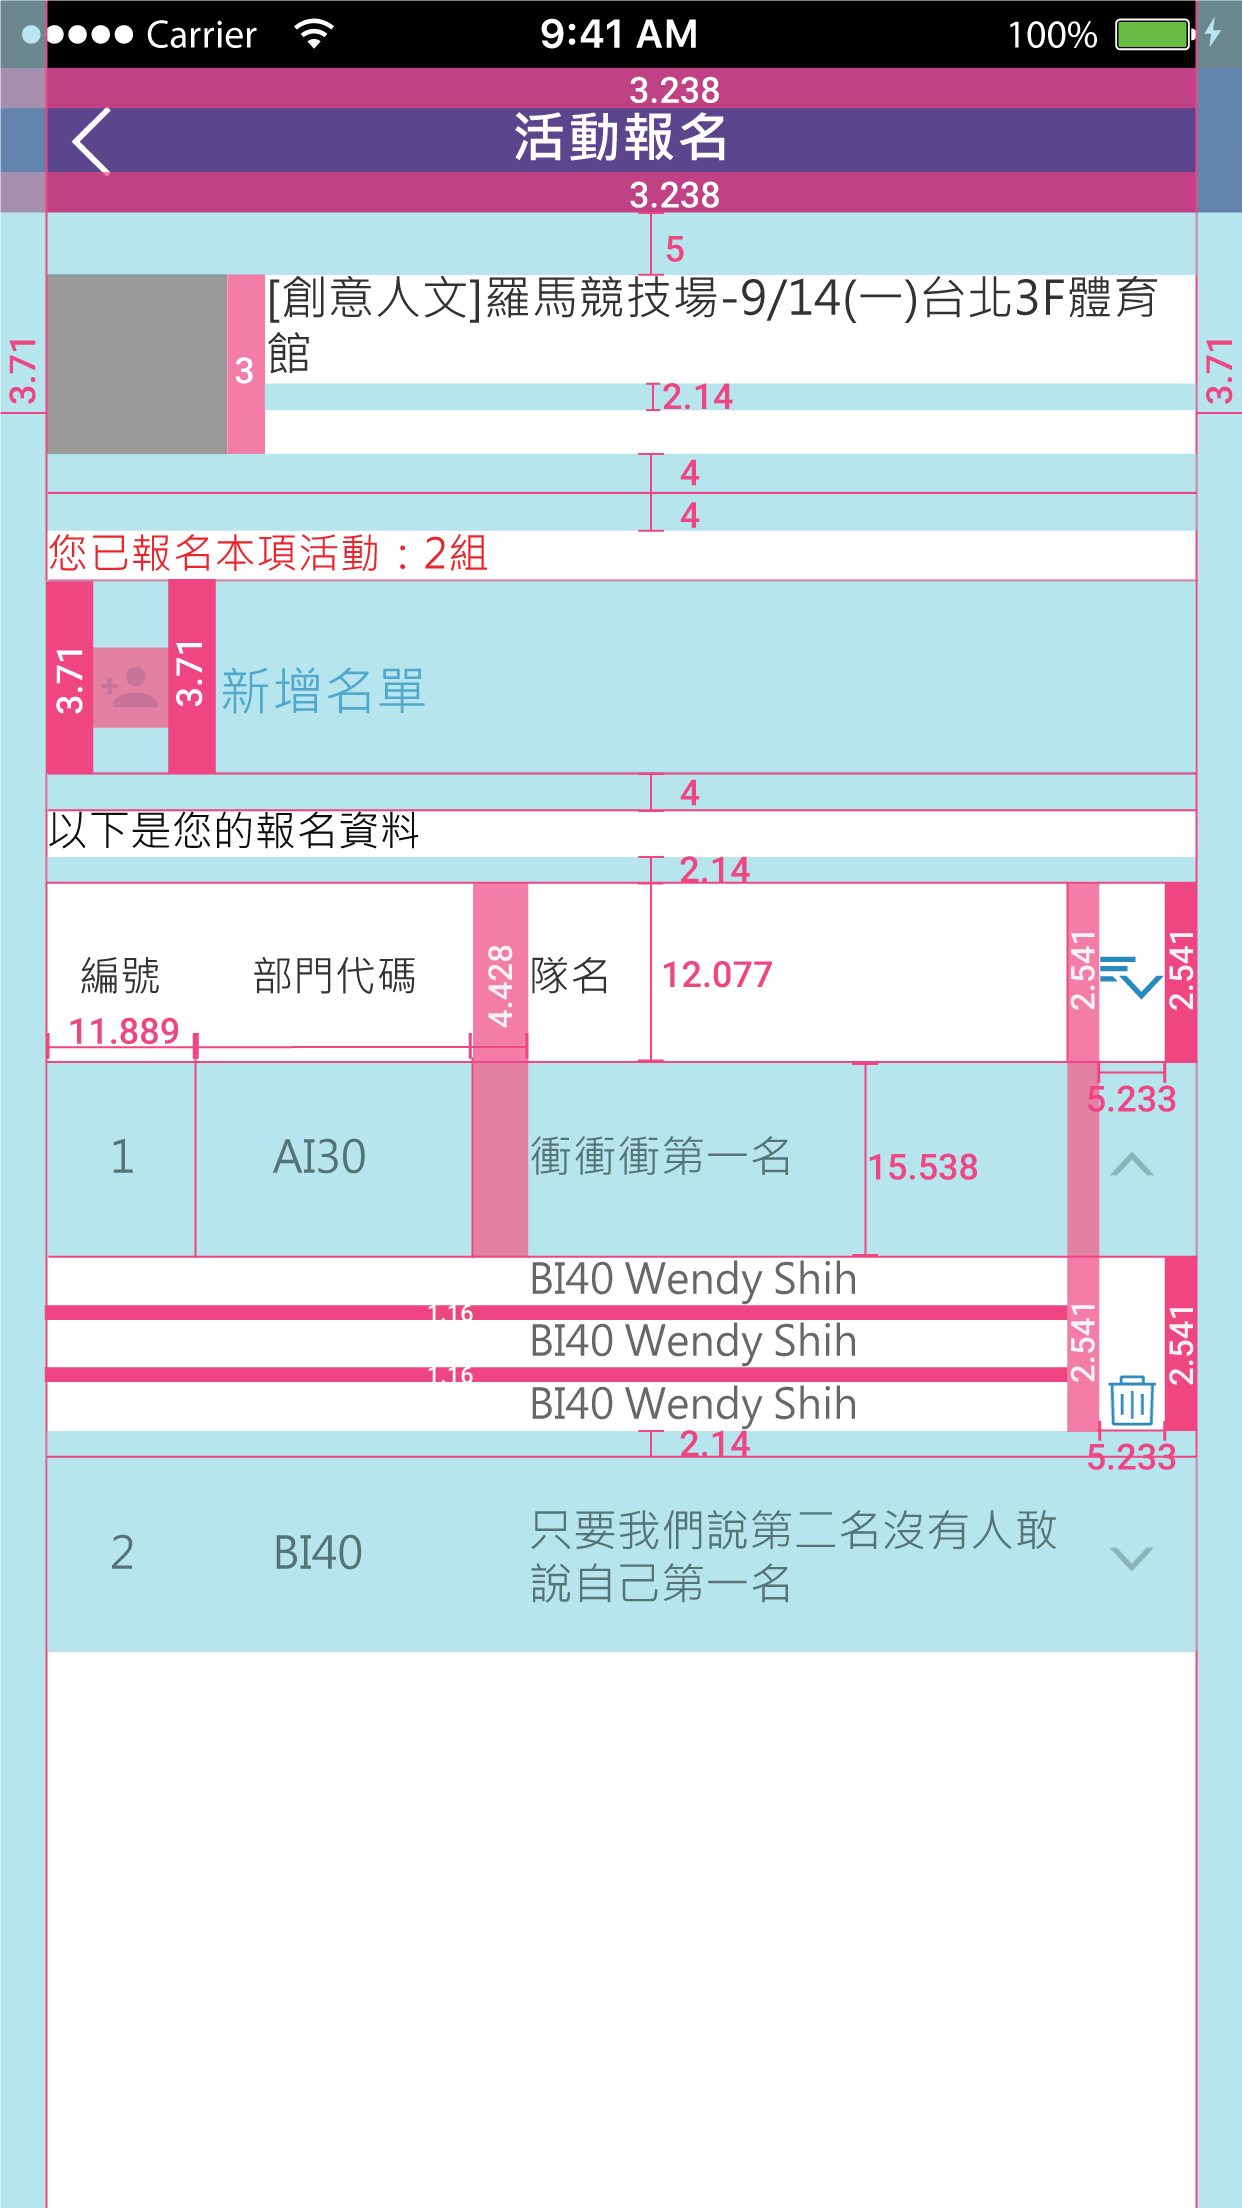 Carrier 9:41 AM 100%
3.238
活動報名
3.238
5
[創意人文]羅馬競技場-9/14(一)台北3F體育
館
3
3.71
3.71
2.14
4
4
您已報名本項活動：2組
3.71
3.71
新增名單
4
以下是您的報名資料
2.14
編號 部門代碼 4.428 隊名 12.077 2.541 2.541
11.889
5.233
1 AI30 衝衝衝第一名 15.538
BI40 Wendy Shih
1.16
BI40 Wendy Shih
2.541 2.541
1.16
BI40 Wendy Shih
2.14 5.233
2 BI40 只要我們說第二名沒有人敢
說自己第一名